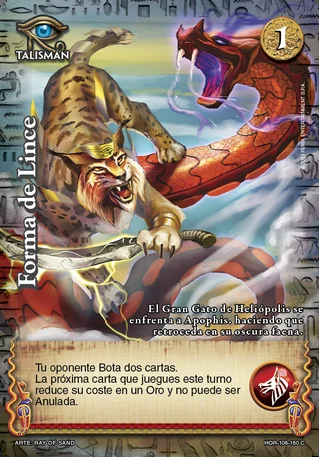 TALISMÁN
1
Forma de Lince
El Gran Gato de Heliópolis se
enfrenta a Apophis, haciendo que
retroceda en su oscura faena.
Tu oponente Bota dos cartas.
La próxima carta que juegues este turno
reduce su coste en un Oro y no puede ser
Anulada.
ARTE: RAY OF SAND
HOR-106-160 C